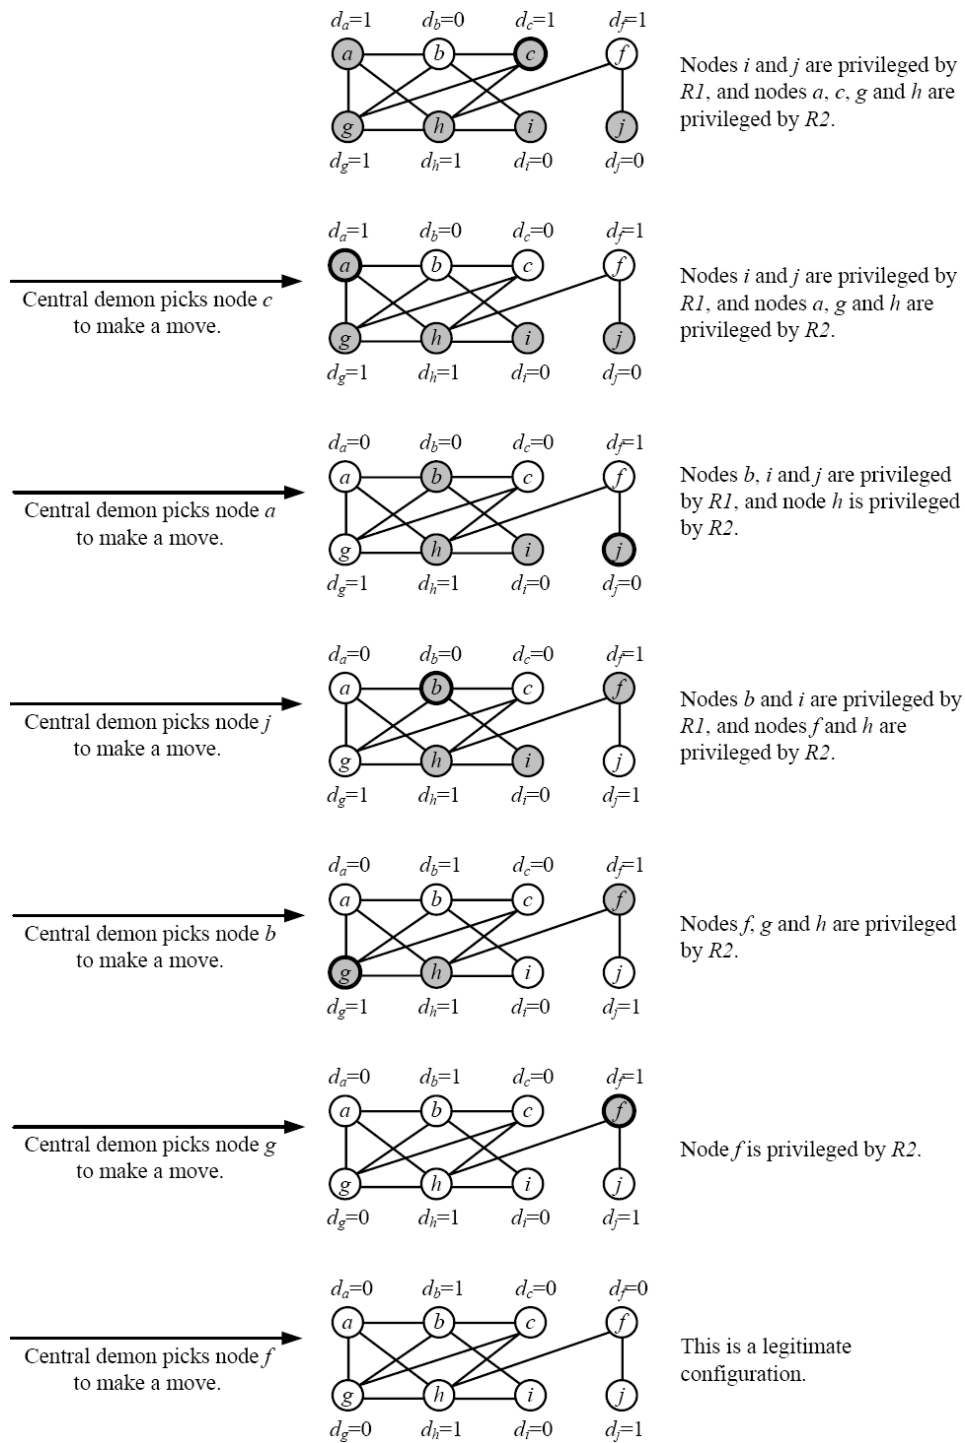 d_a=1 d_b=0 d_c=1 d_f=1
a b c f
g h i j
d_g=1 d_h=1 d_i=0 d_j=0
Nodes i and j are privileged by
R1, and nodes a, c, g and h are
privileged by R2.
Central demon picks node c
to make a move.
d_a=1 d_b=0 d_c=0 d_f=1
a b c f
g h i j
d_g=1 d_h=1 d_i=0 d_j=0
Nodes i and j are privileged by
R1, and nodes a, g and h are
privileged by R2.
Central demon picks node a
to make a move.
d_a=0 d_b=0 d_c=0 d_f=1
a b c f
g h i j
d_g=1 d_h=1 d_i=0 d_j=0
Nodes b, i and j are privileged
by R1, and node h is privileged
by R2.
Central demon picks node j
to make a move.
d_a=0 d_b=0 d_c=0 d_f=1
a b c f
g h i j
d_g=1 d_h=1 d_i=0 d_j=1
Nodes b and i are privileged by
R1, and nodes f and h are
privileged by R2.
Central demon picks node b
to make a move.
d_a=0 d_b=1 d_c=0 d_f=1
a b c f
g h i j
d_g=1 d_h=1 d_i=0 d_j=1
Nodes f, g and h are privileged
by R2.
Central demon picks node g
to make a move.
d_a=0 d_b=1 d_c=0 d_f=1
a b c f
g h i j
d_g=0 d_h=1 d_i=0 d_j=1
Node f is privileged by R2.
Central demon picks node f
to make a move.
d_a=0 d_b=1 d_c=0 d_f=0
a b c f
g h i j
d_g=0 d_h=1 d_i=0 d_j=1
This is a legitimate
configuration.